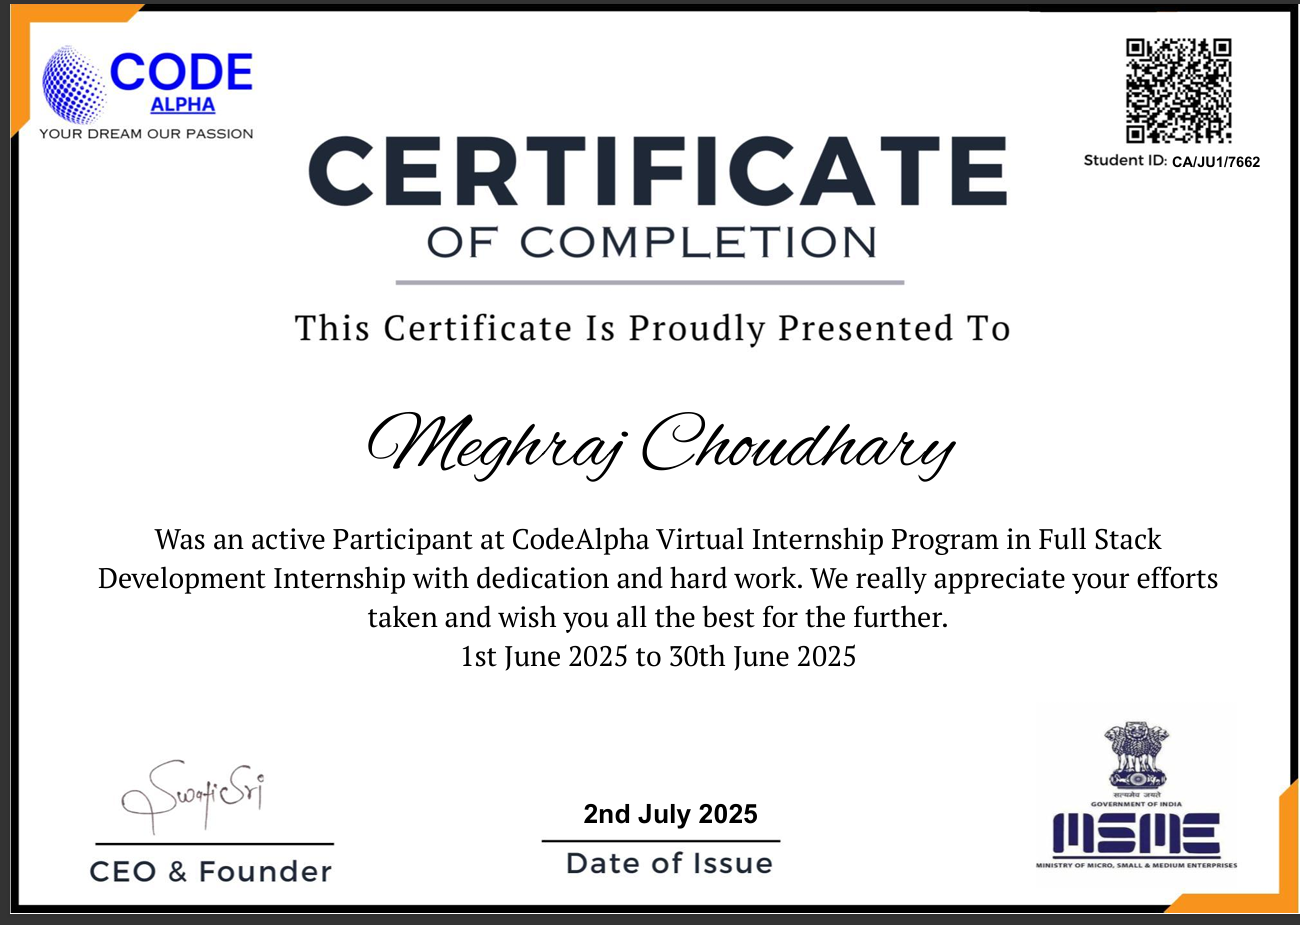 CODE
ALPHA
YOUR DREAM OUR PASSION
Student ID: CA/JU1/7662
CERTIFICATE
OF COMPLETION
This Certificate Is Proudly Presented To
Meghraj Choudhary
Was an active Participant at CodeAlpha Virtual Internship Program in Full Stack
Development Internship with dedication and hard work. We really appreciate your efforts
taken and wish you all the best for the further.
1st June 2025 to 30th June 2025
SwatiSri
CEO & Founder
2nd July 2025
Date of Issue
सत्यमेव जयते
GOVERNMENT OF INDIA
MSME
MINISTRY OF MICRO, SMALL & MEDIUM ENTERPRISES